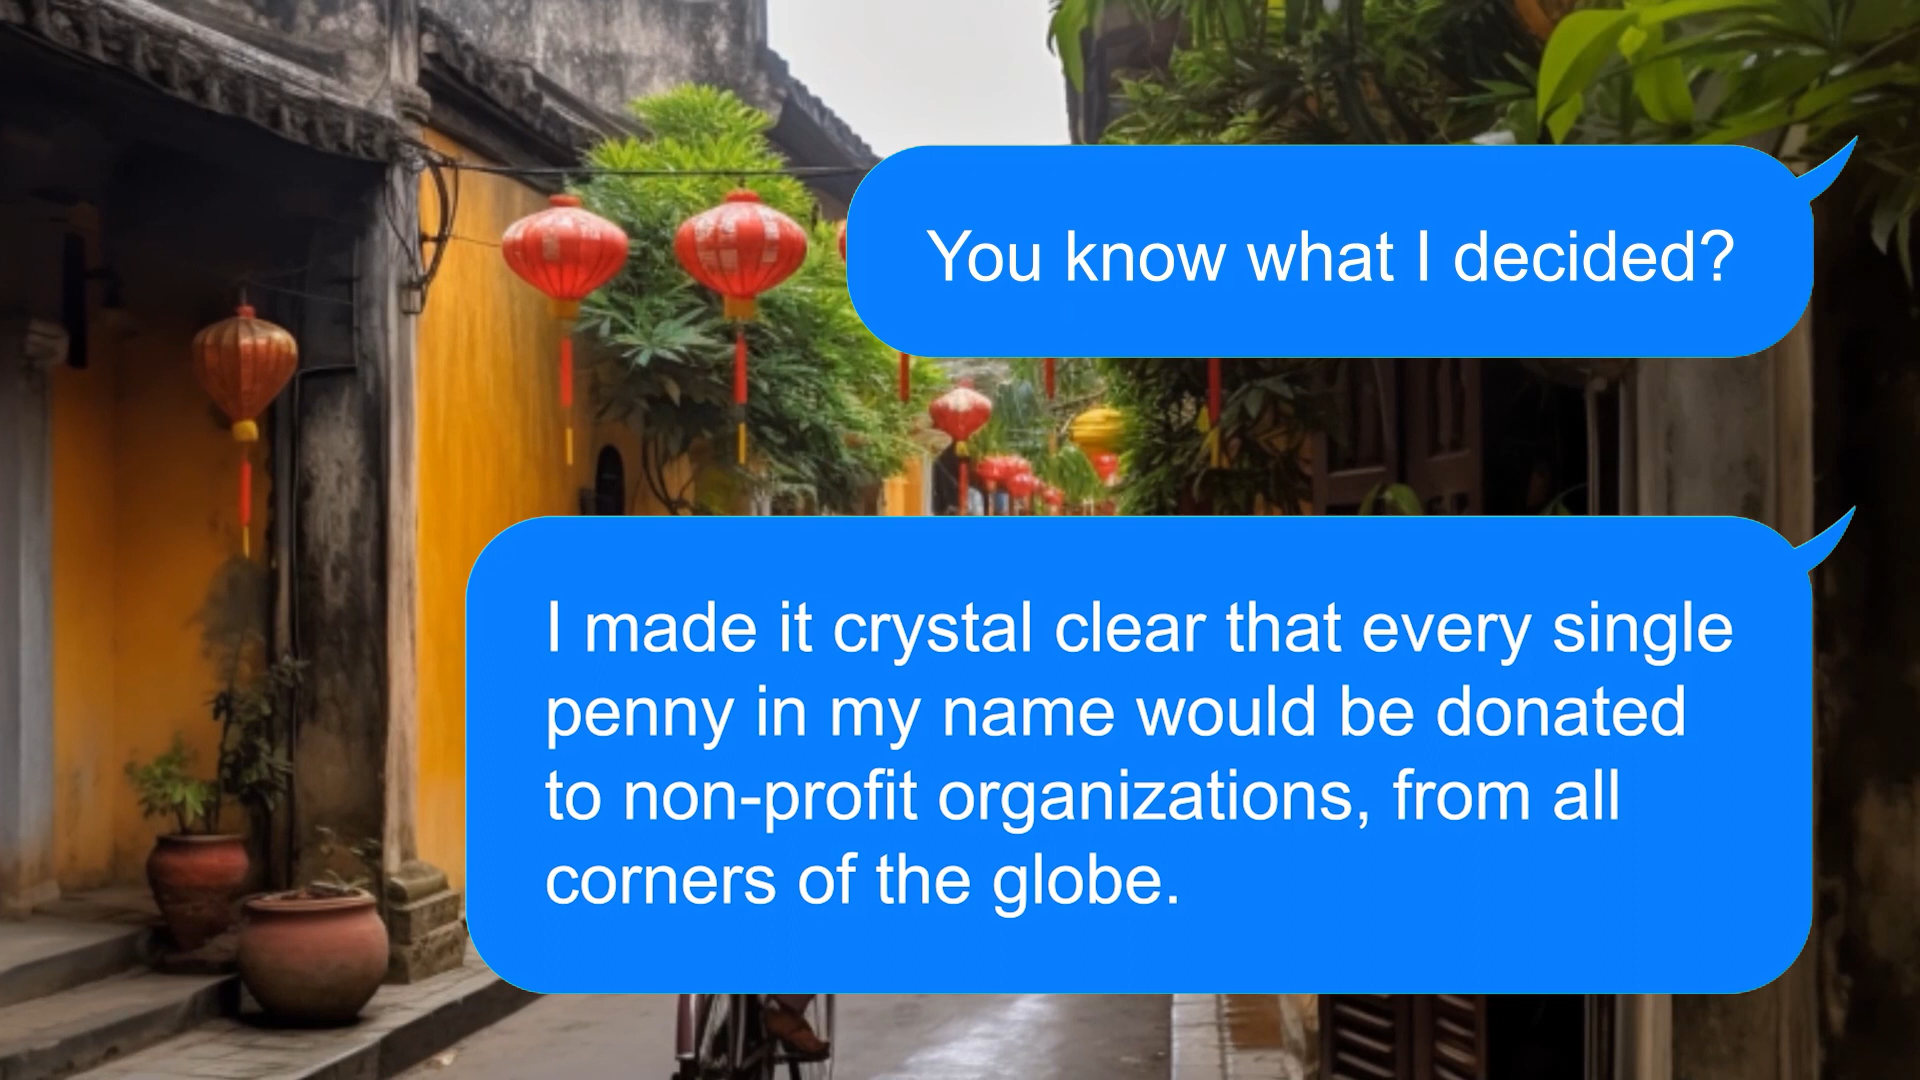 You know what I decided?
I made it crystal clear that every single
penny in my name would be donated
to non-profit organizations, from all
corners of the globe.